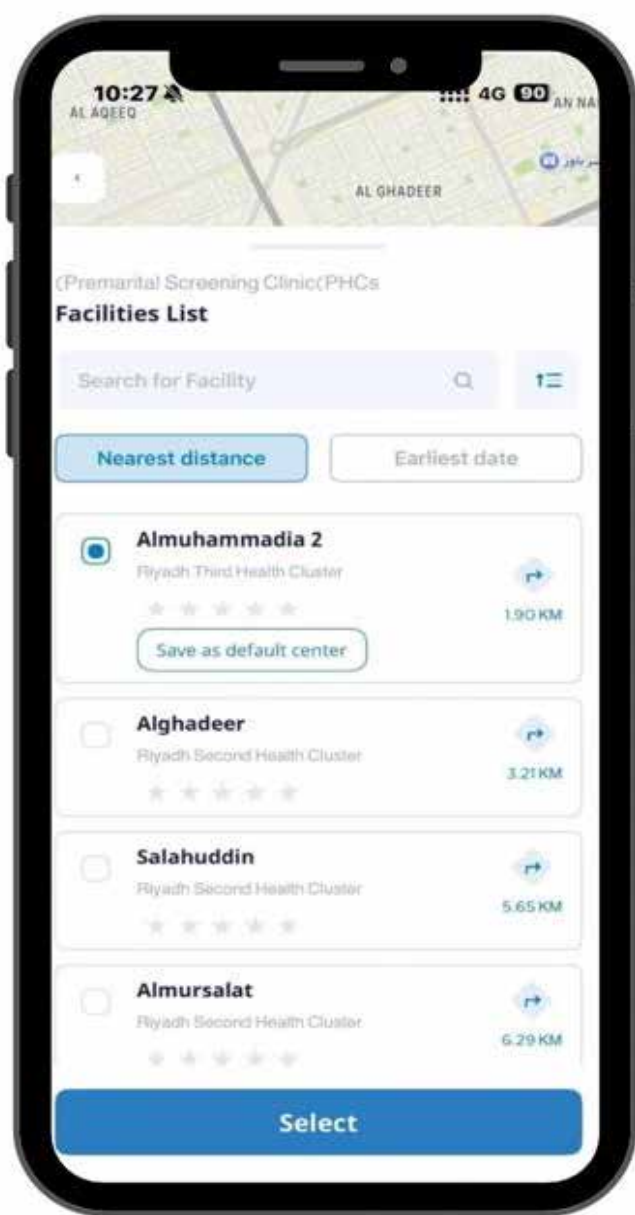 10:27
4G 90
AL AQEEQ
AN NA
AL GHADEER
(Premarital Screening Clinic(PHCs
Facilities List
Search for Facility
Nearest distance
Earliest date
Almuhammadia 2
Riyadh Third Health Cluster
1.90 KM
Save as default center
Alghadeer
Riyadh Second Health Cluster
3.21 KM
Salahuddin
Riyadh Second Health Cluster
5.65 KM
Almursalat
Riyadh Second Health Cluster
6.29 KM
Select